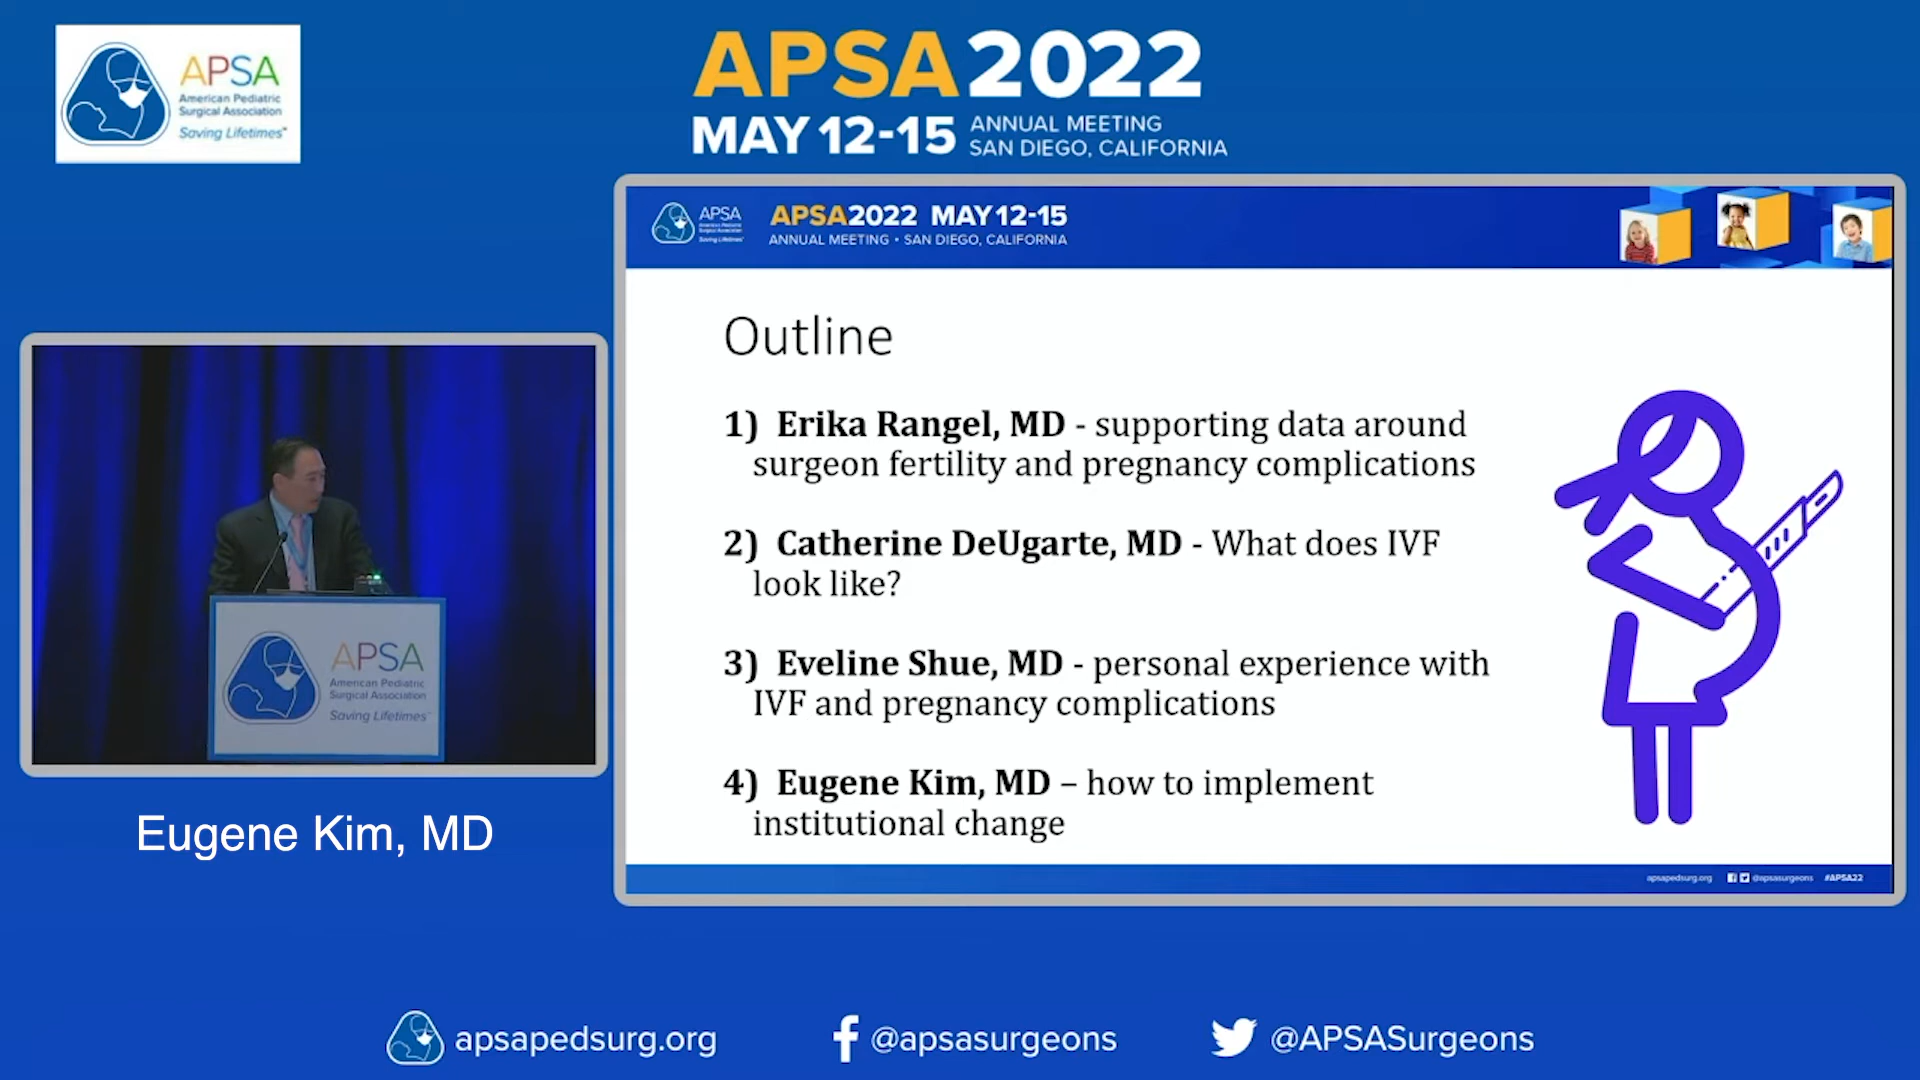 APSA
American Pediatric
Surgical Association
Saving Lifetimes™
APSA2022
MAY 12-15
ANNUAL MEETING
SAN DIEGO, CALIFORNIA
APSA
Saving Lifetimes
APSA2022 MAY 12-15
ANNUAL MEETING • SAN DIEGO, CALIFORNIA
Outline
1) Erika Rangel, MD - supporting data around
surgeon fertility and pregnancy complications
2) Catherine DeUgarte, MD - What does IVF
look like?
3) Eveline Shue, MD - personal experience with
IVF and pregnancy complications
4) Eugene Kim, MD – how to implement
institutional change
apsapedsurg.org @apsasurgeons #APSA22
APSA
American Pediatric
Surgical Association
Saving Lifetimes™
Eugene Kim, MD
apsapedsurg.org @apsasurgeons @APSASurgeons